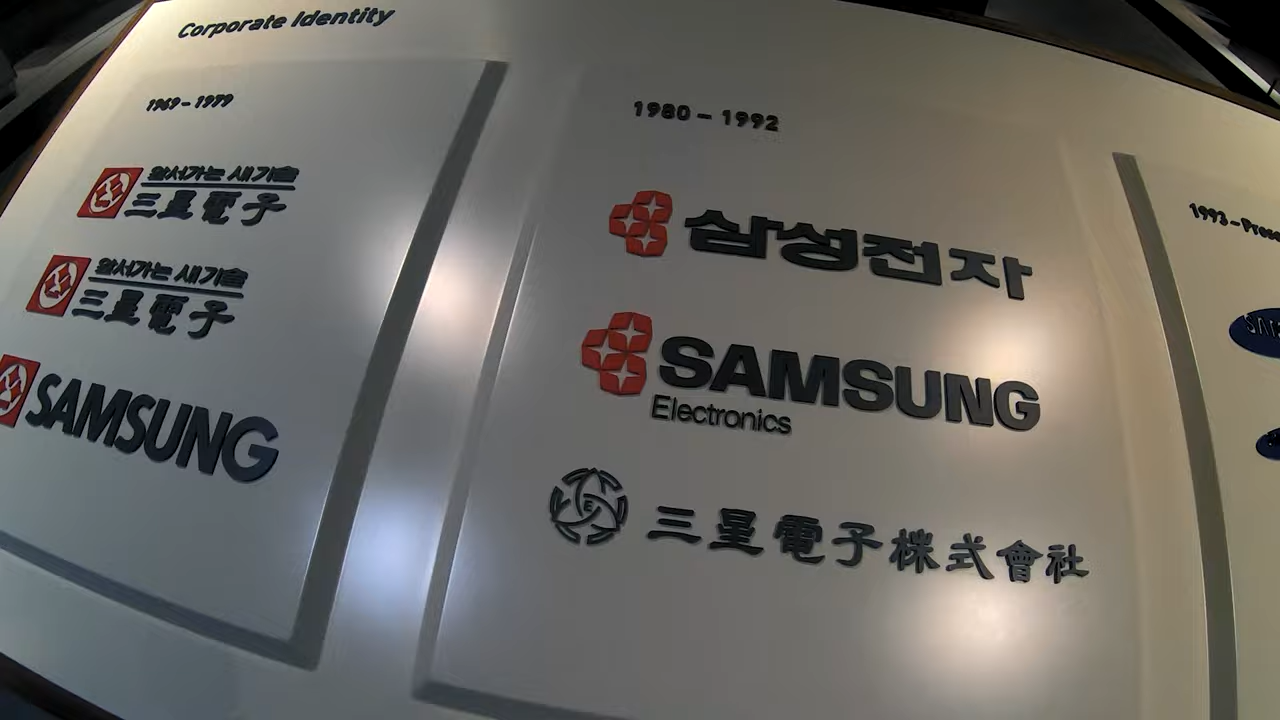 Corporate Identity
1969 - 1979
앞서가는 새기술
三星電子
앞서가는 새기술
三星電子
SAMSUNG
1980 - 1992
삼성전자
SAMSUNG
Electronics
三星電子株式會社
1993 -